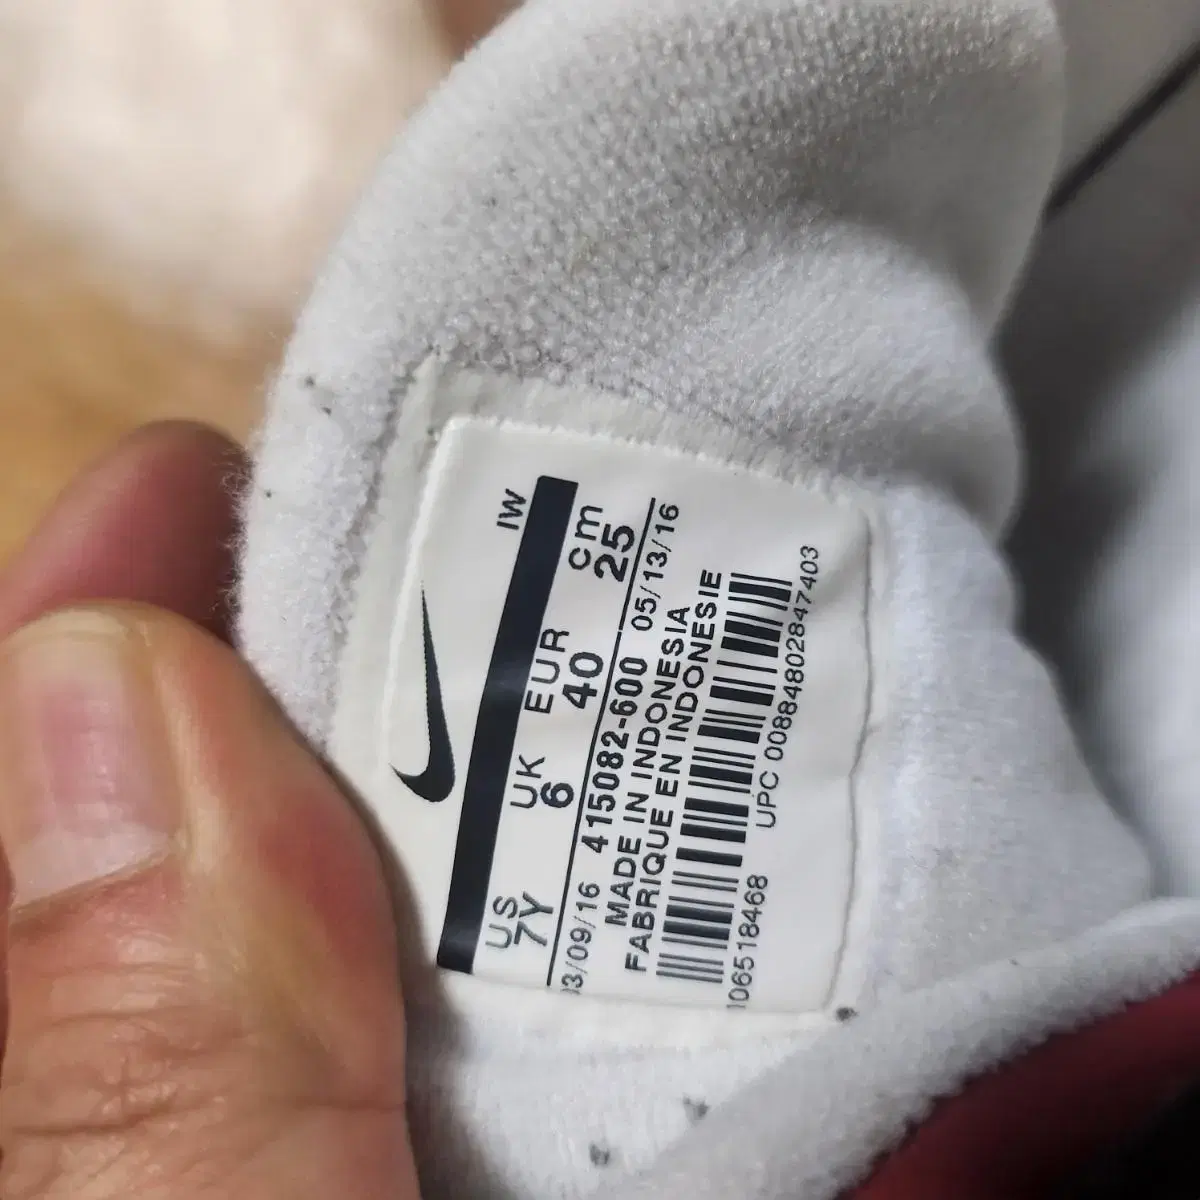 IW
US UK EUR cm
7Y 6 40 25
03/09/16 415082-600 05/13/16
MADE IN INDONESIA
FABRIQUE EN INDONESIE
UPC 00884802847403